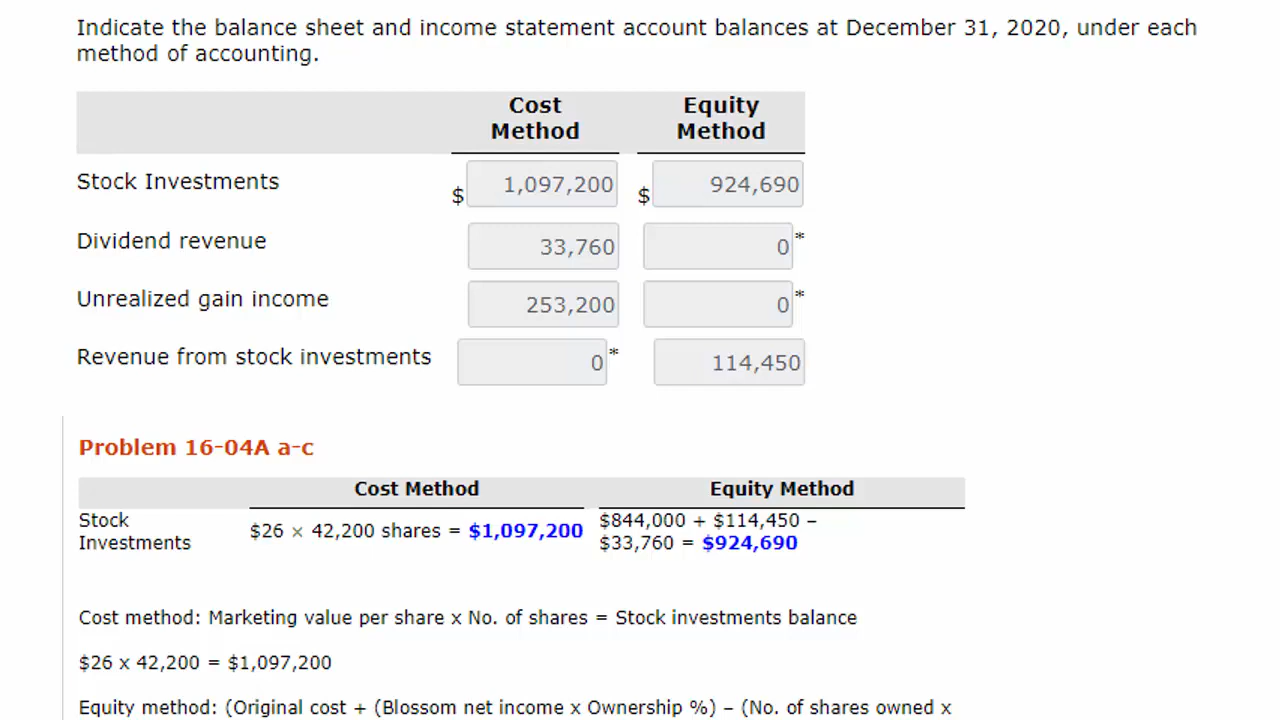 Indicate the balance sheet and income statement account balances at December 31, 2020, under each
method of accounting.
Cost Method Equity Method
Stock Investments $ 1,097,200 $ 924,690
Dividend revenue 33,760 0 *
Unrealized gain income 253,200 0 *
Revenue from stock investments 0 * 114,450
Problem 16-04A a-c
Cost Method Equity Method
Stock Investments $26 × 42,200 shares = $1,097,200 $844,000 + $114,450 – $33,760 = $924,690
Cost method: Marketing value per share x No. of shares = Stock investments balance
$26 x 42,200 = $1,097,200
Equity method: (Original cost + (Blossom net income x Ownership %) – (No. of shares owned x